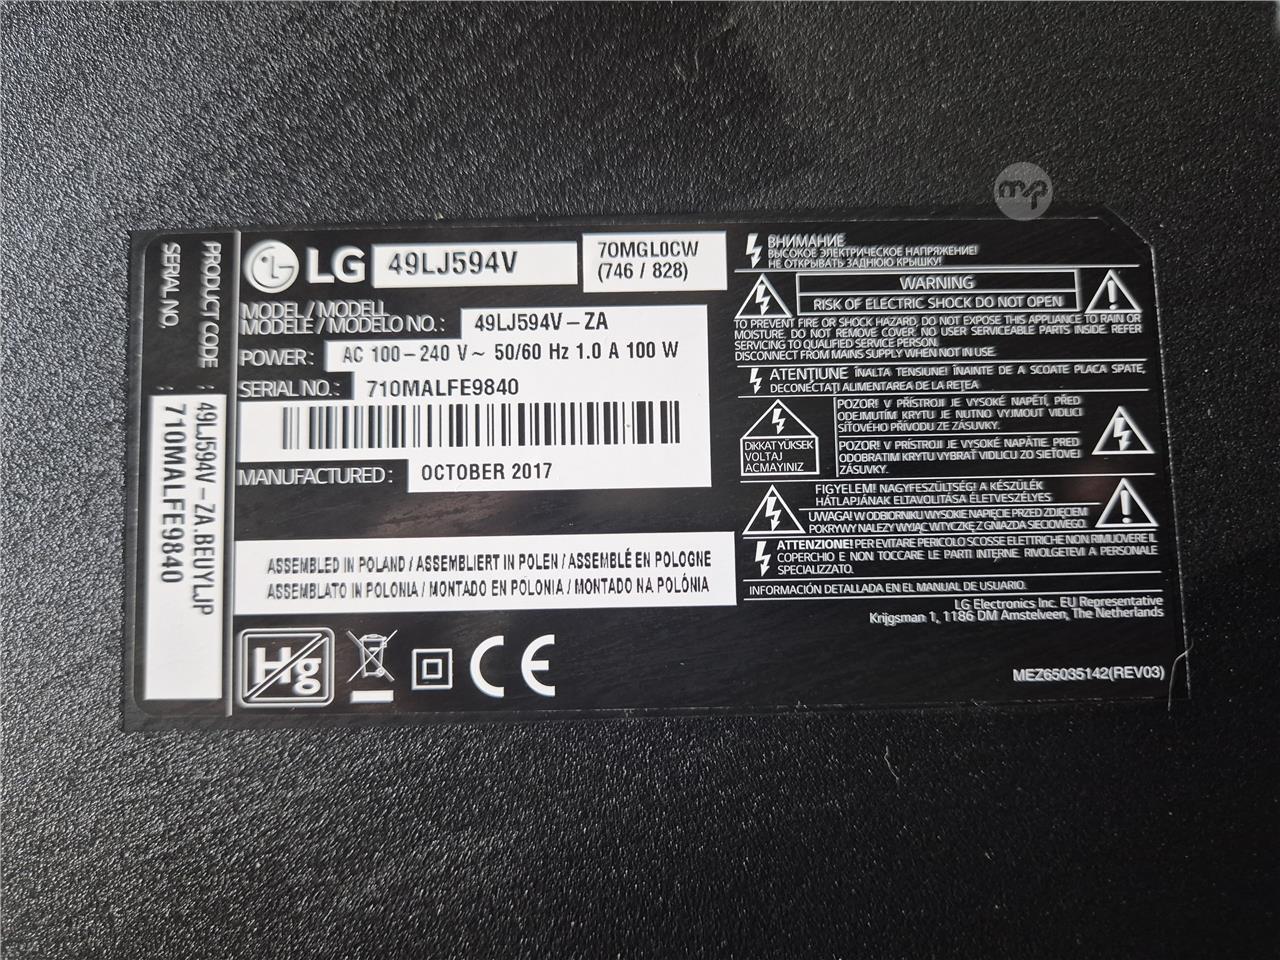 mvp
PRODUCT CODE : 49LJ594V-ZA.BEUYLJP
SERIAL NO. : 710MALFE9840
LG 49LJ594V
70MGL0CW
(746 / 828)
MODEL / MODELL
MODÈLE / MODELO NO. : 49LJ594V-ZA
POWER : AC 100-240 V~ 50/60 Hz 1.0 A 100 W
SERIAL NO. : 710MALFE9840
MANUFACTURED : OCTOBER 2017
ASSEMBLED IN POLAND / ASSEMBLIERT IN POLEN / ASSEMBLÉ EN POLOGNE
ASSEMBLATO IN POLONIA / MONTADO EN POLONIA / MONTADO NA POLÓNIA
Hg
CE
ВНИМАНИЕ
ВЫСОКОЕ ЭЛЕКТРИЧЕСКОЕ НАПРЯЖЕНИЕ!
НЕ ОТКРЫВАТЬ ЗАДНЮЮ КРЫШКУ!
WARNING
RISK OF ELECTRIC SHOCK DO NOT OPEN
TO PREVENT FIRE OR SHOCK HAZARD, DO NOT EXPOSE THIS APPLIANCE TO RAIN OR
MOISTURE. DO NOT REMOVE COVER. NO USER SERVICEABLE PARTS INSIDE. REFER
SERVICING TO QUALIFIED SERVICE PERSON.
DISCONNECT FROM MAINS SUPPLY WHEN NOT IN USE.
ATENŢIUNE ÎNALTA TENSIUNE! ÎNAINTE DE A SCOATE PLACA SPATE,
DECONECTAŢI ALIMENTAREA DE LA REŢEA
DİKKAT YÜKSEK
VOLTAJ
AÇMAYINIZ
POZOR! V PŘÍSTROJI JE VYSOKÉ NAPĚTÍ, PŘED
ODEJMUTÍM KRYTU JE NUTNO VYJMOUT VIDLICI
SÍŤOVÉHO PŘÍVODU ZE ZÁSUVKY.
POZOR! V PRÍSTROJI JE VYSOKÉ NAPÄTIE. PRED
ODOBRATIM KRYTU VYBRAŤ VIDLICU ZO SIEŤOVEJ
ZÁSUVKY.
FIGYELEM! NAGYFESZÜLTSÉG! A KÉSZÜLÉK
HÁTLAPJÁNAK ELTÁVOLÍTÁSA ÉLETVESZÉLYES
UWAGA! W ODBIORNIKU WYSOKIE NAPIĘCIE PRZED ZDJĘCIEM
POKRYWY NALEŻY WYJĄĆ WTYCZKĘ Z GNIAZDA SIECIOWEGO.
ATTENZIONE! PER EVITARE PERICOLO SCOSSE ELETTRICHE NON RIMUOVERE IL
COPERCHIO E NON TOCCARE LE PARTI INTERNE. RIVOLGETEVI A PERSONALE
SPECIALIZZATO.
INFORMACIÓN DETALLADA EN EL MANUAL DE USUARIO.
LG Electronics Inc. EU Representative
Krijgsman 1, 1186 DM Amstelveen, The Netherlands
MEZ65035142(REV03)